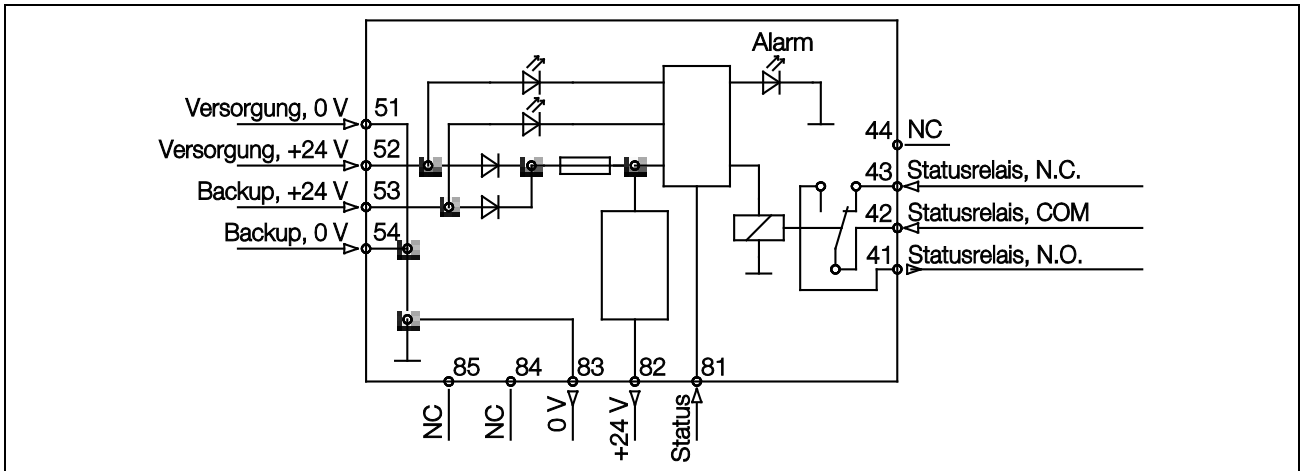 Alarm
Versorgung, 0 V 51
Versorgung, +24 V 52
Backup, +24 V 53
Backup, 0 V 54
44 NC
43 Statusrelais, N.C.
42 Statusrelais, COM
41 Statusrelais, N.O.
85 84 83 82 81
NC NC 0 V +24 V Status